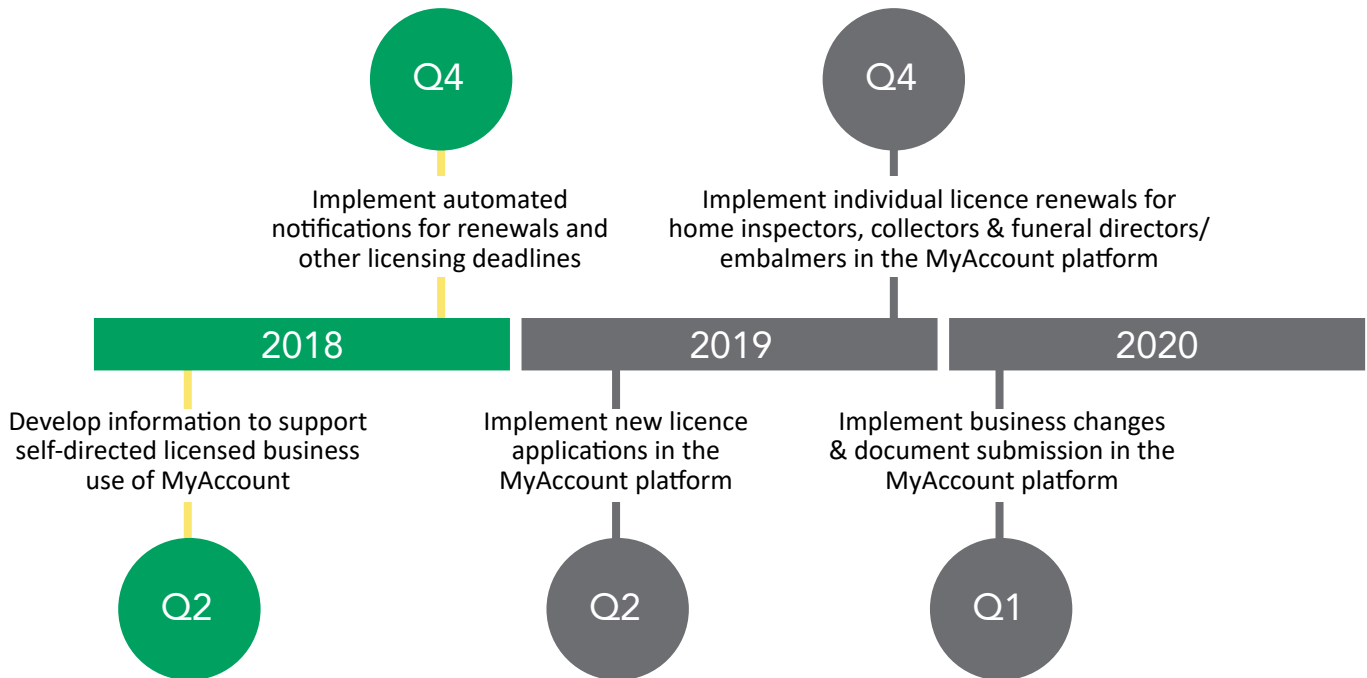 Q4
Implement automated
notifications for renewals and
other licensing deadlines
Q4
Implement individual licence renewals for
home inspectors, collectors & funeral directors/
embalmers in the MyAccount platform
2018
2019
2020
Develop information to support
self-directed licensed business
use of MyAccount
Q2
Implement new licence
applications in the
MyAccount platform
Q2
Implement business changes
& document submission in the
MyAccount platform
Q1